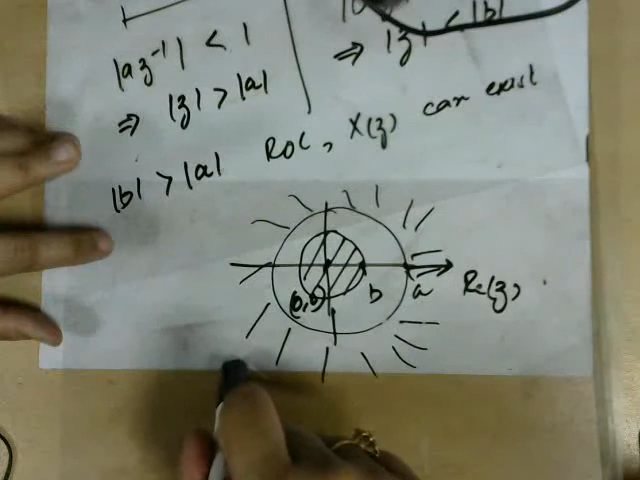 |az⁻¹| < 1
⇒ |z| < |b|
⇒ |z| > |a|
|b| > |a| ROC, X(z) can exist
(0,0) b a Re(z)